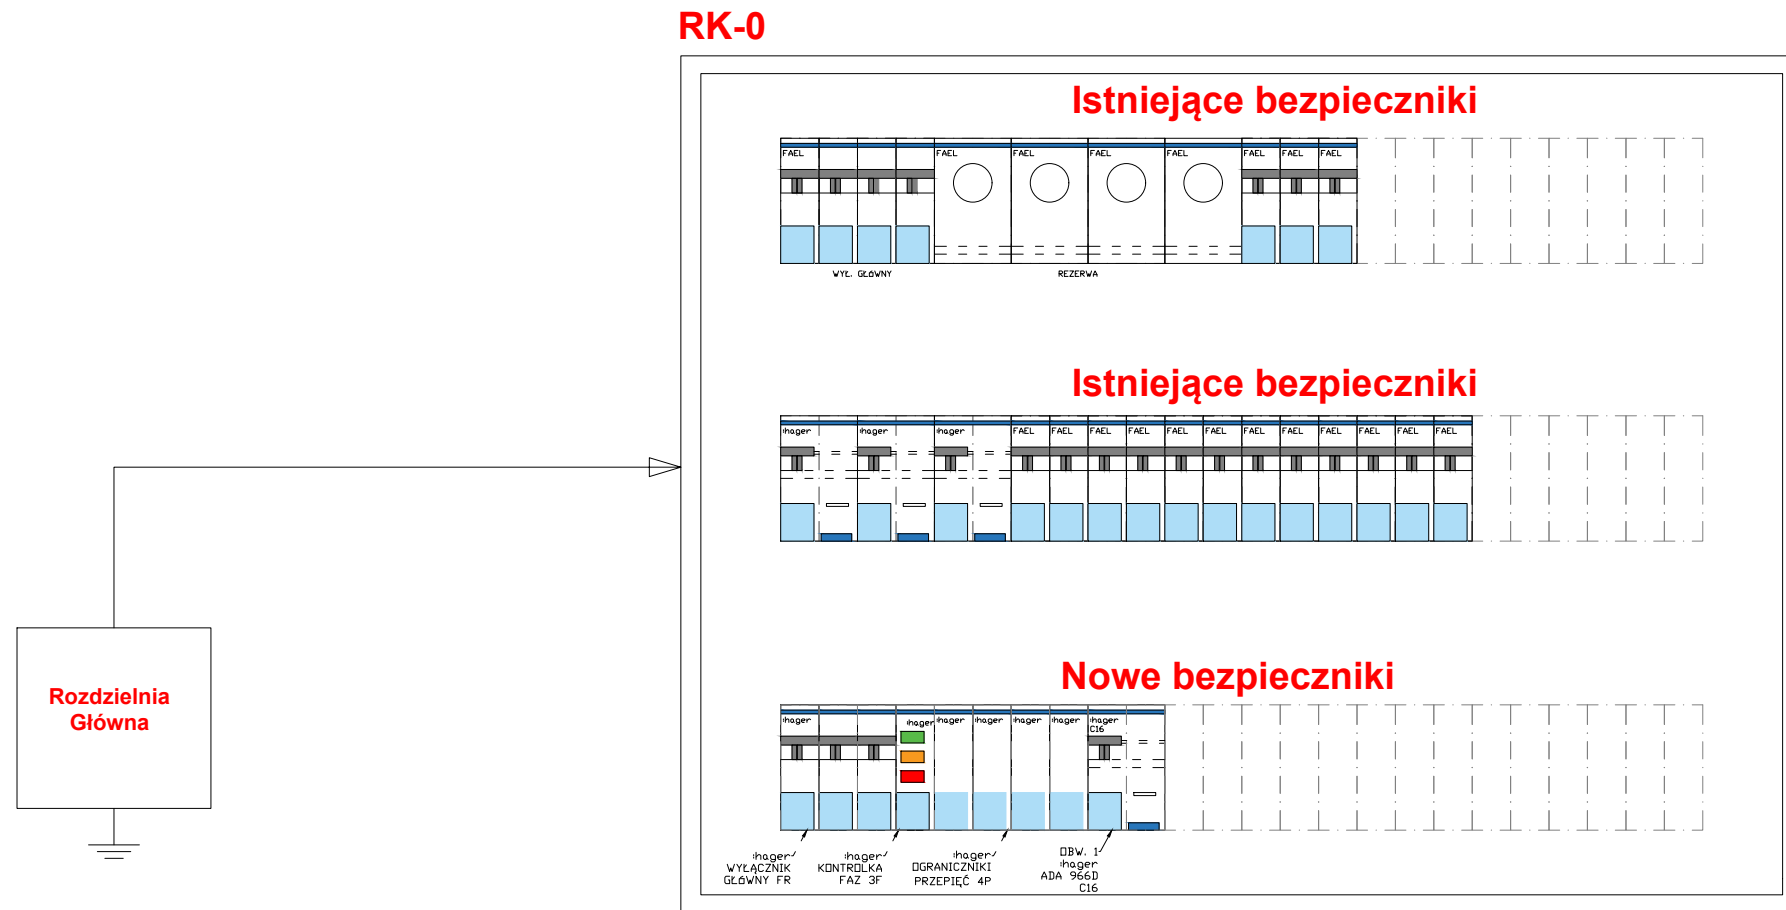 RK-0
Istniejące bezpieczniki
FAEL FAEL FAEL FAEL FAEL FAEL FAEL FAEL
WYŁ. GŁÓWNY REZERWA
Istniejące bezpieczniki
:hager :hager :hager FAEL FAEL FAEL FAEL FAEL FAEL FAEL FAEL FAEL FAEL FAEL FAEL
Rozdzielnia
Główna
Nowe bezpieczniki
:hager :hager :hager :hager :hager :hager :hager
C16
:hager
WYŁĄCZNIK
GŁÓWNY FR
:hager
KONTROLKA
FAZ 3F
:hager
OGRANICZNIKI
PRZEPIĘĆ 4P
OBW. 1
:hager
ADA 966D
C16